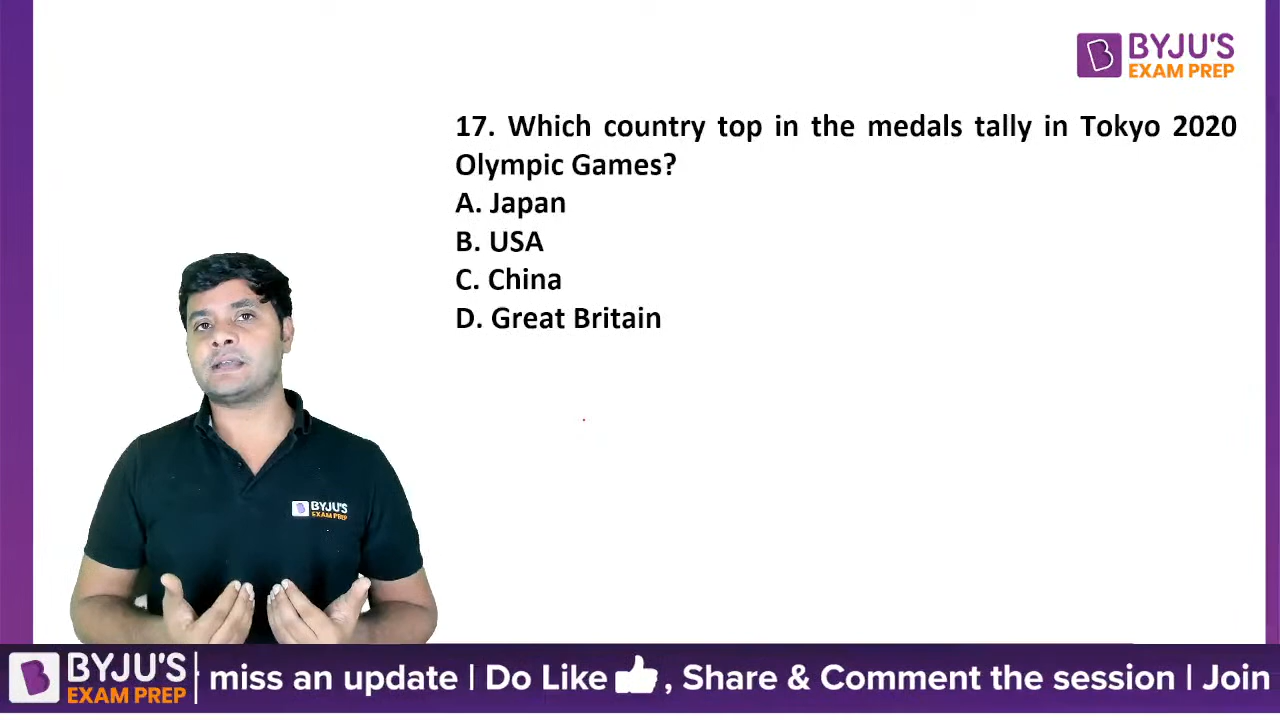 BYJU'S
EXAM PREP
17. Which country top in the medals tally in Tokyo 2020
Olympic Games?
A. Japan
B. USA
C. China
D. Great Britain
BYJU'S
EXAM PREP
BYJU'S
EXAM PREP
miss an update | Do Like 👍, Share & Comment the session | Join